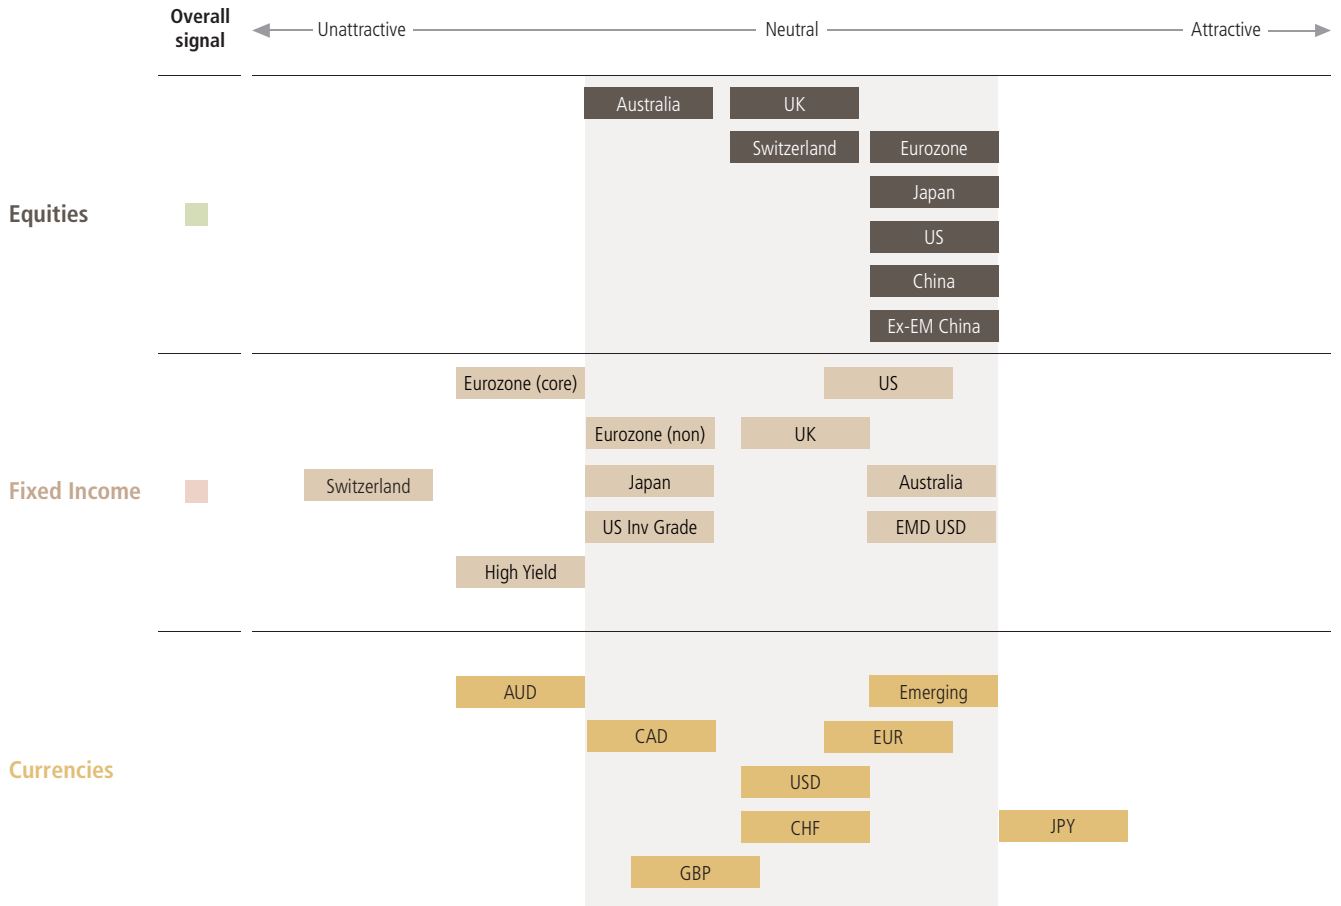 Overall
signal
Unattractive
Neutral
Attractive
Equities
Australia
UK
Switzerland
Eurozone
Japan
US
China
Ex-EM China
Fixed Income
Eurozone (core)
US
Eurozone (non)
UK
Switzerland
Japan
Australia
US Inv Grade
EMD USD
High Yield
Currencies
AUD
Emerging
CAD
EUR
USD
CHF
JPY
GBP